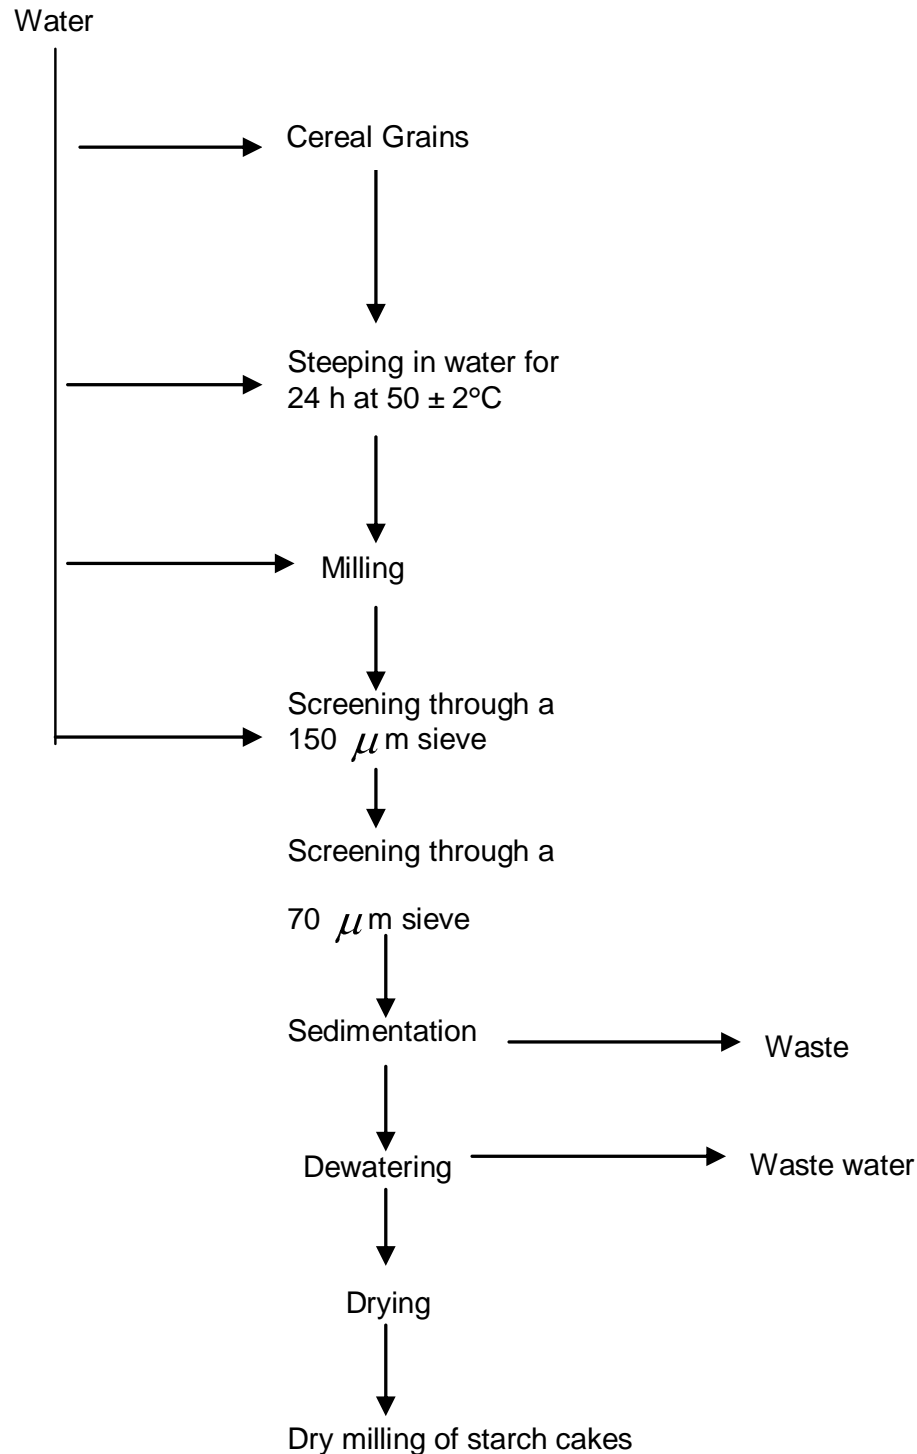 Water
Cereal Grains
Steeping in water for
24 h at 50 ± 2ºC
Milling
Screening through a
150 μm sieve
Screening through a
70 μm sieve
Sedimentation
Waste
Dewatering
Waste water
Drying
Dry milling of starch cakes